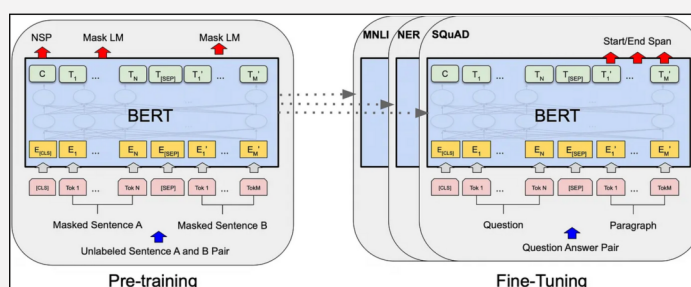 NSP Mask LM Mask LM
C T1 ... TN T[SEP] T1' ... TM'
BERT
E[CLS] E1 ... EN E[SEP] E1' ... EM'
[CLS] Tok 1 ... Tok N [SEP] Tok 1 ... TokM
Masked Sentence A Masked Sentence B
Unlabeled Sentence A and B Pair
Pre-training
MNLI NER SQuAD
Start/End Span
C T1 ... TN T[SEP] T1' ... TM'
BERT
E[CLS] E1 ... EN E[SEP] E1' ... EM'
[CLS] Tok 1 ... Tok N [SEP] Tok 1 ... TokM
Question Paragraph
Question Answer Pair
Fine-Tuning